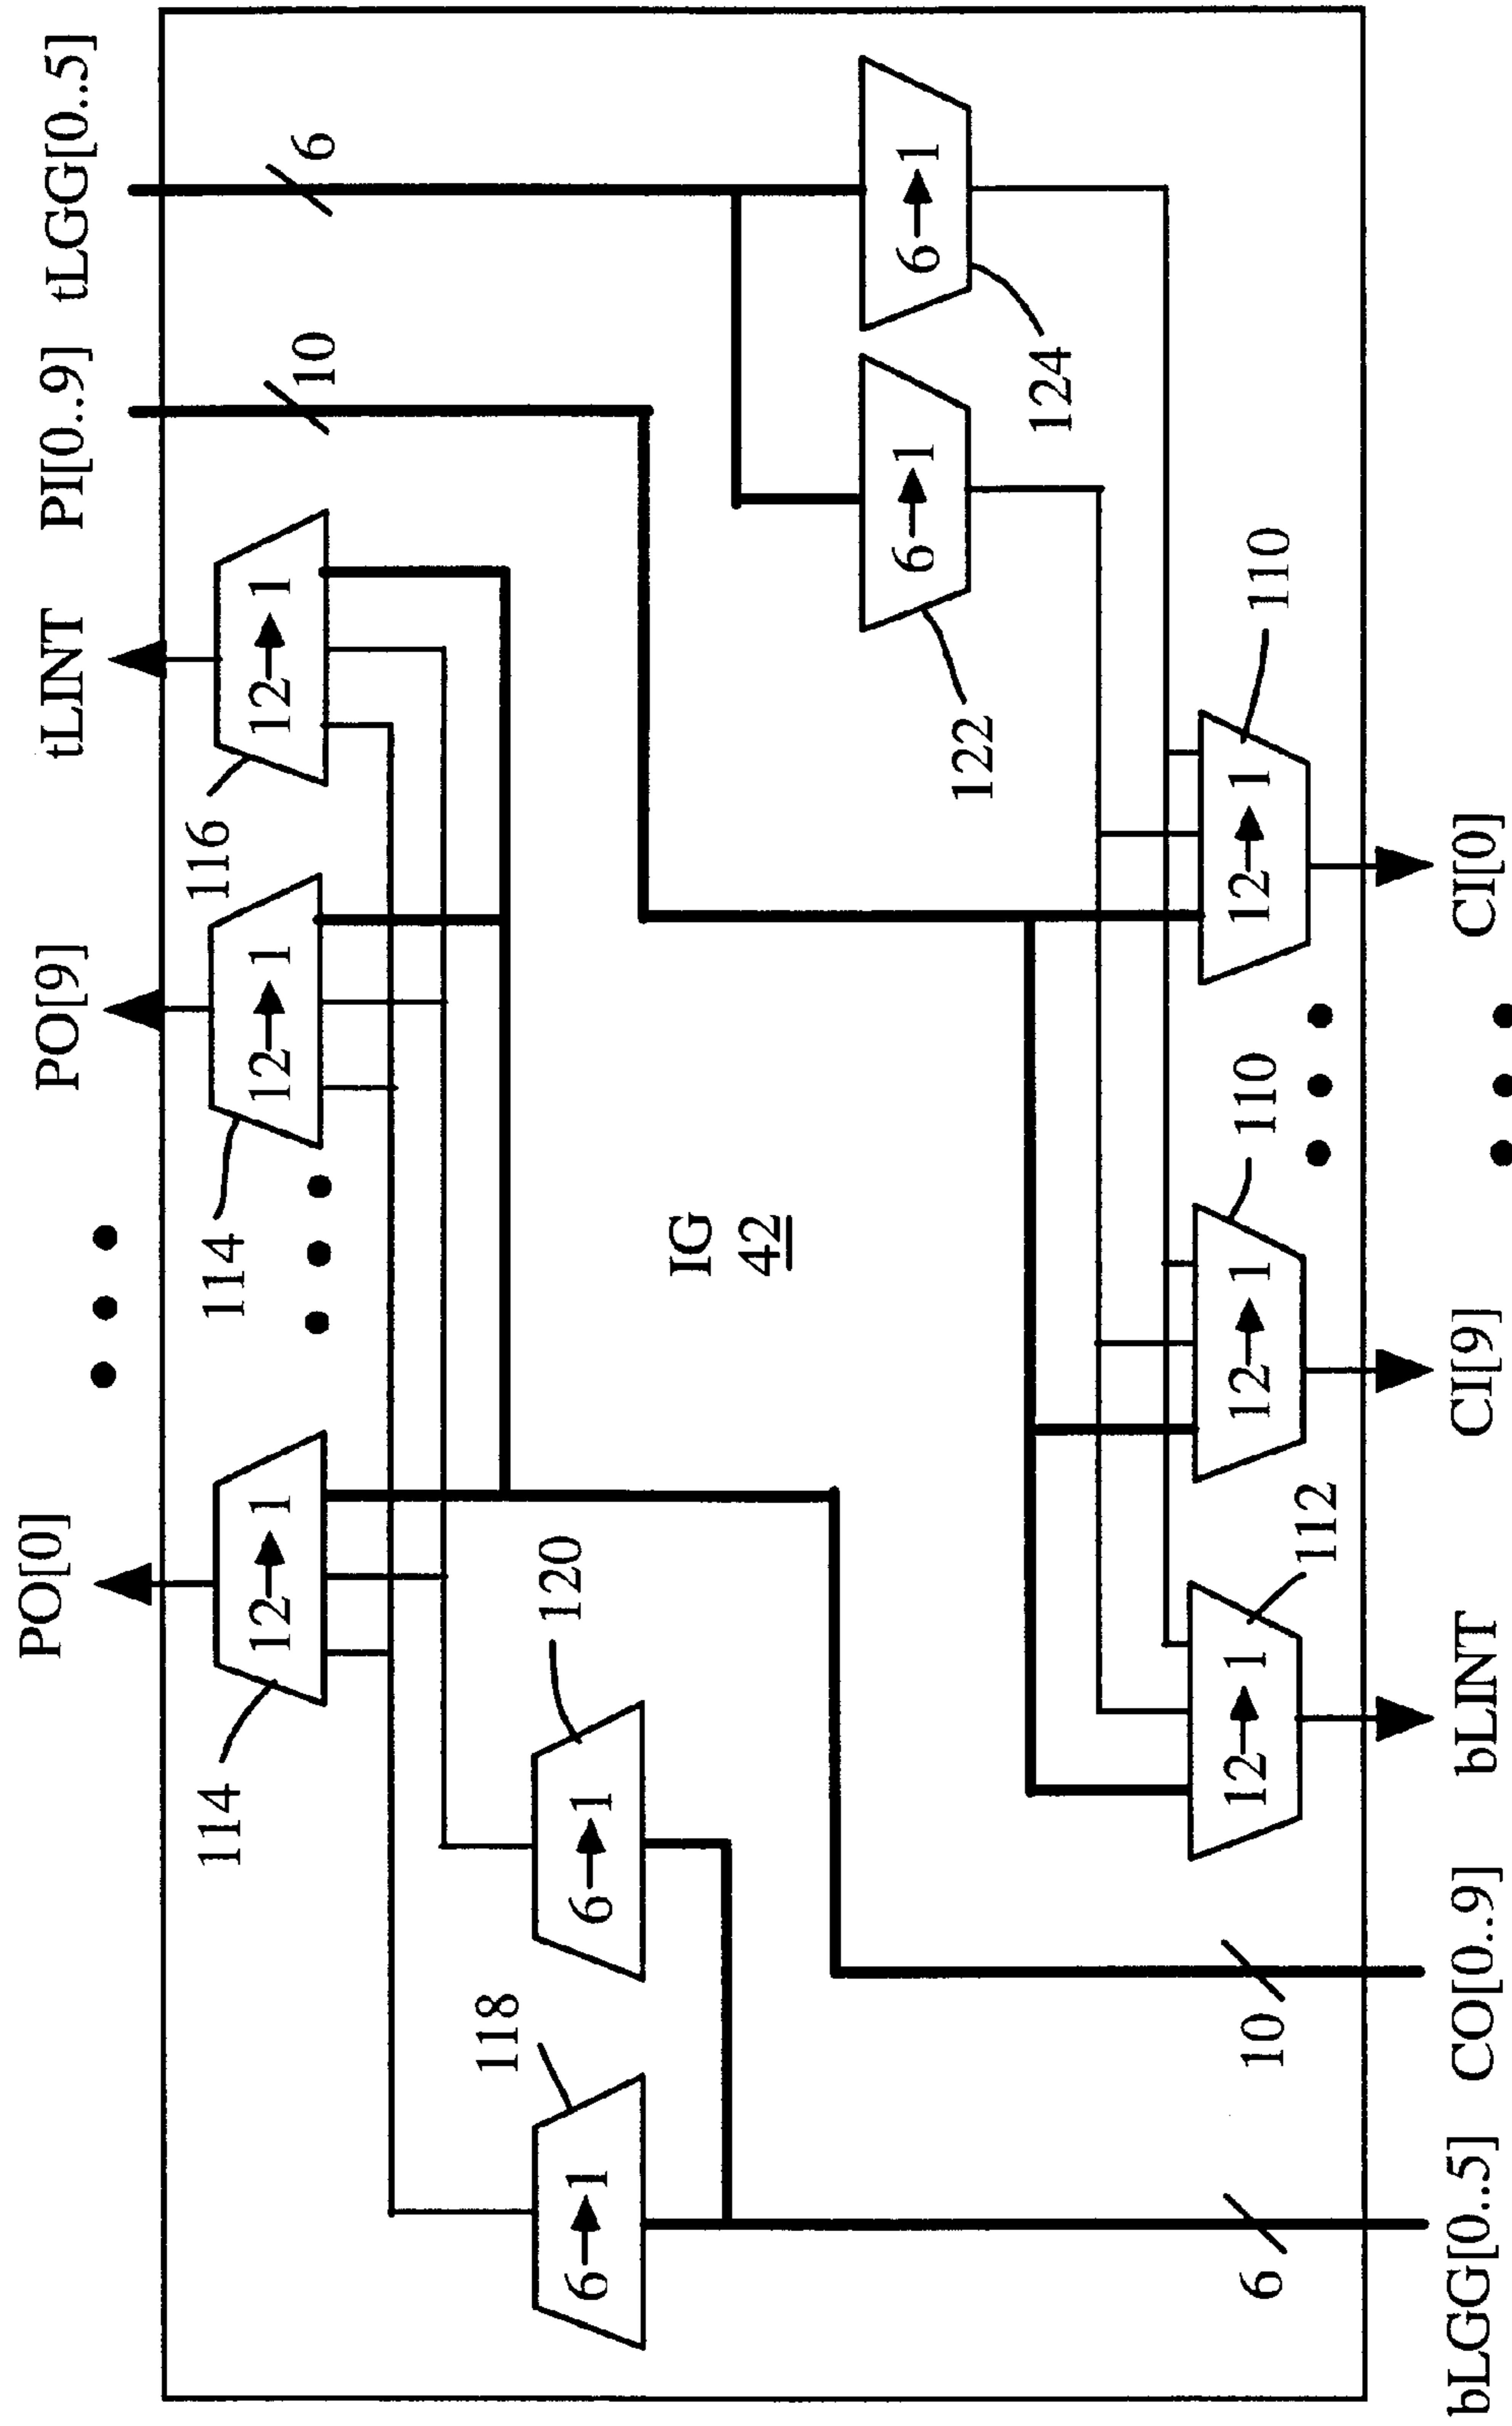 PO[0] PO[9] tLINT PI[0..9] tLGG[0..5]
114 12→1 114 12→1 116 12→1 10 6
118 6→1 120 6→1
IG
42
6→1 6→1
122 124
12→1 112 12→1 110 12→1 110
6 10
bLGG[0..5] CO[0..9] bLINT CI[9] CI[0]